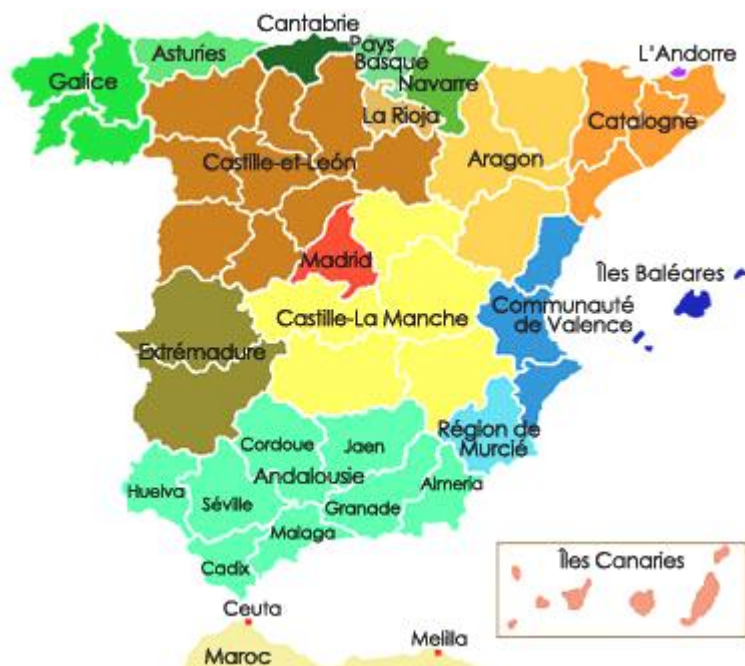 Cantabrie
Asturies
Pays
Basque
L'Andorre
Galice
Navarre
La Rioja
Catalogne
Castille-et-León
Aragon
Madrid
Îles Baléares
Communauté
de Valence
Castille-La Manche
Extrémadure
Région de
Murcié
Cordoue
Jaen
Andalousie
Huelva
Séville
Almeria
Granade
Malaga
Cadix
Îles Canaries
Ceuta
Melilla
Maroc